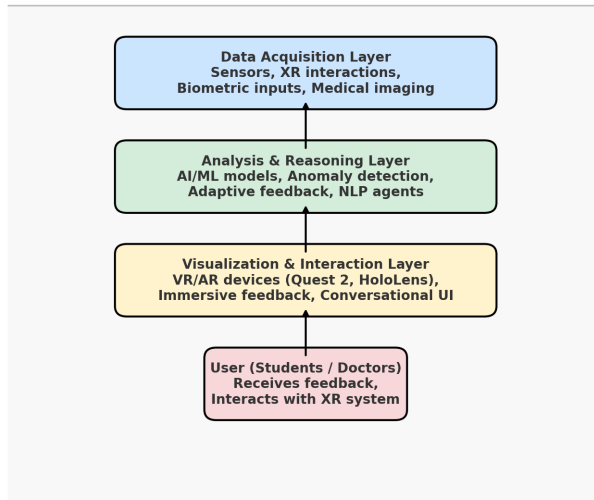 Data Acquisition Layer
Sensors, XR interactions,
Biometric inputs, Medical imaging
Analysis & Reasoning Layer
AI/ML models, Anomaly detection,
Adaptive feedback, NLP agents
Visualization & Interaction Layer
VR/AR devices (Quest 2, HoloLens),
Immersive feedback, Conversational UI
User (Students / Doctors)
Receives feedback,
Interacts with XR system